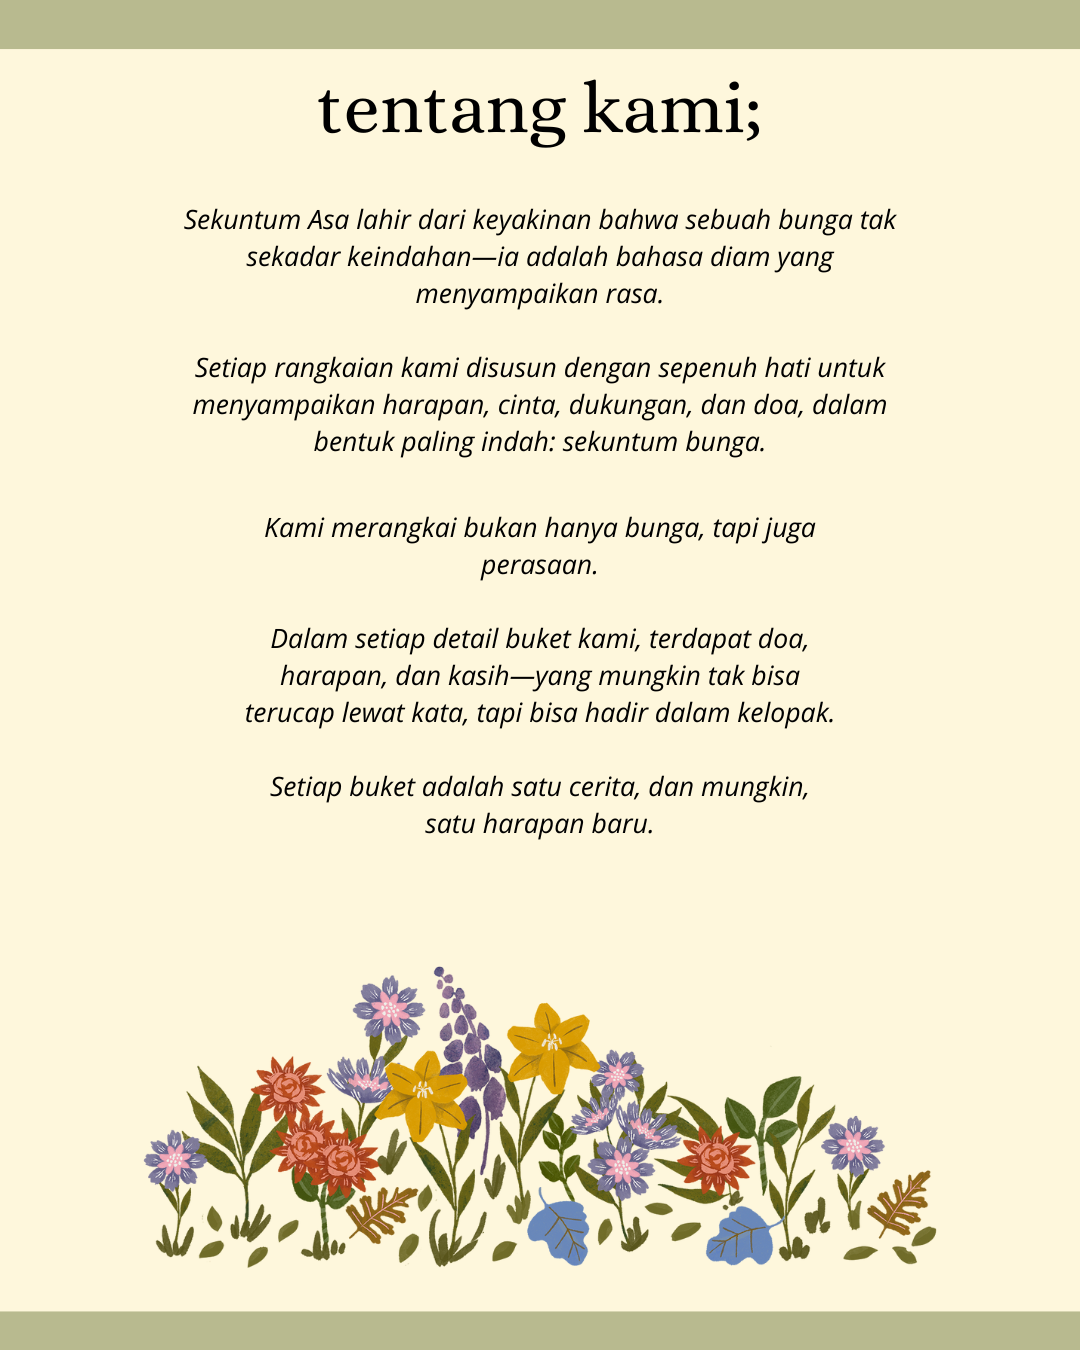 tentang kami;
Sekuntum Asa lahir dari keyakinan bahwa sebuah bunga tak
sekadar keindahan—ia adalah bahasa diam yang
menyampaikan rasa.
Setiap rangkaian kami disusun dengan sepenuh hati untuk
menyampaikan harapan, cinta, dukungan, dan doa, dalam
bentuk paling indah: sekuntum bunga.
Kami merangkai bukan hanya bunga, tapi juga
perasaan.
Dalam setiap detail buket kami, terdapat doa,
harapan, dan kasih—yang mungkin tak bisa
terucap lewat kata, tapi bisa hadir dalam kelopak.
Setiap buket adalah satu cerita, dan mungkin,
satu harapan baru.